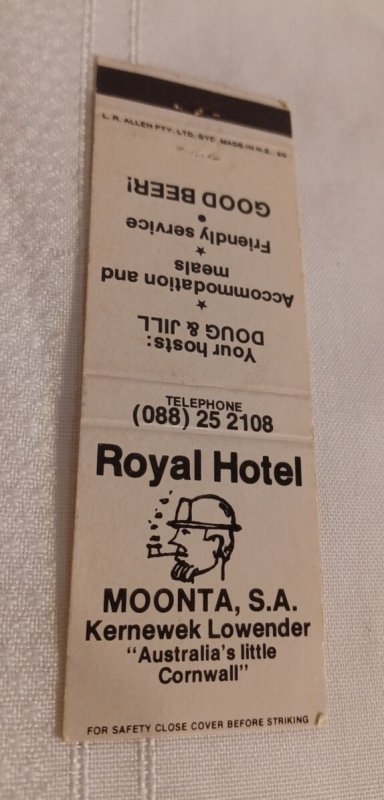 L. R. ALLEN PTY. LTD. SYD. MADE IN N.Z.
Your hosts:
DOUG & JILL
★
Accommodation and
meals
★
Friendly service
●
GOOD BEER!
TELEPHONE
(088) 25 2108
Royal Hotel
MOONTA, S.A.
Kernewek Lowender
"Australia's little
Cornwall"
FOR SAFETY CLOSE COVER BEFORE STRIKING